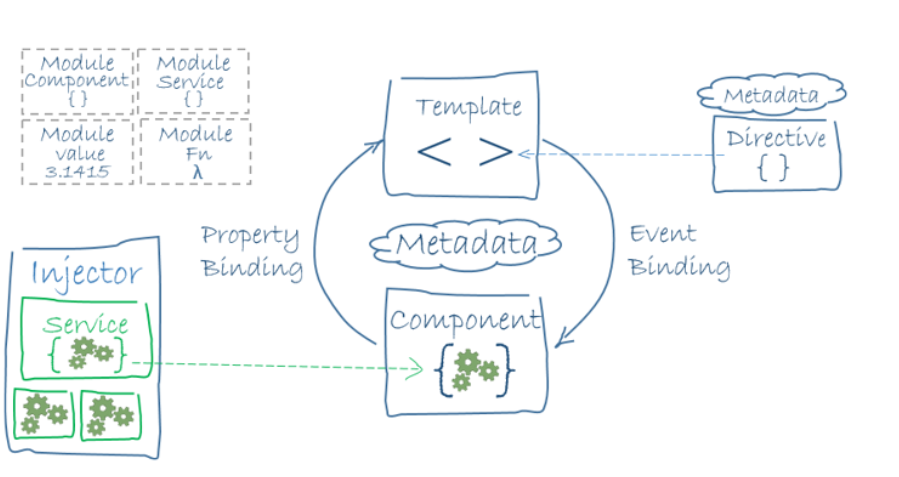 Module
Component
{ }
Module
Service
{ }
Module
value
3.1415
Module
Fn
λ
Template
< >
Metadata
Directive
{ }
Property
Binding
Metadata
Event
Binding
Injector
Service
{ }
Component
{ }